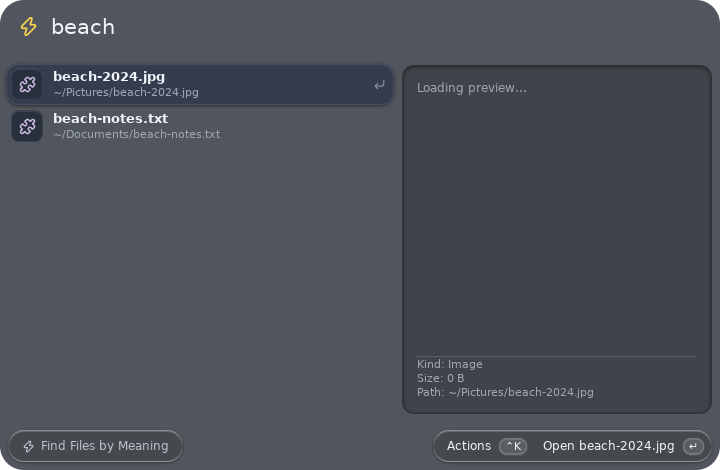 beach
beach-2024.jpg
~/Pictures/beach-2024.jpg
beach-notes.txt
~/Documents/beach-notes.txt
Loading preview...
Kind: Image
Size: 0 B
Path: ~/Pictures/beach-2024.jpg
Find Files by Meaning
Actions ^K Open beach-2024.jpg ↵